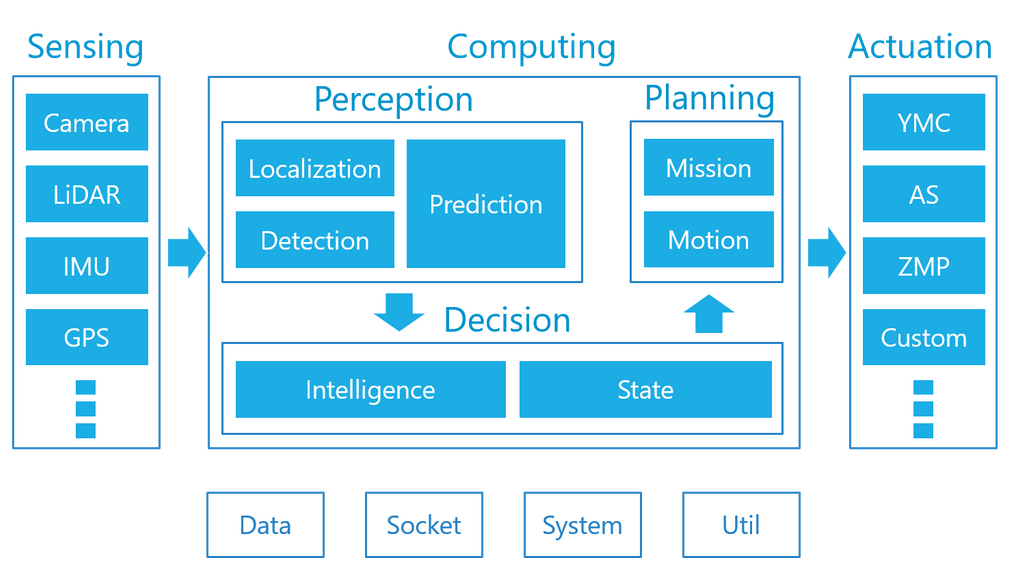 Sensing
Camera
LiDAR
IMU
GPS
Computing
Perception
Localization
Detection
Prediction
Planning
Mission
Motion
Decision
Intelligence
State
Actuation
YMC
AS
ZMP
Custom
Data
Socket
System
Util